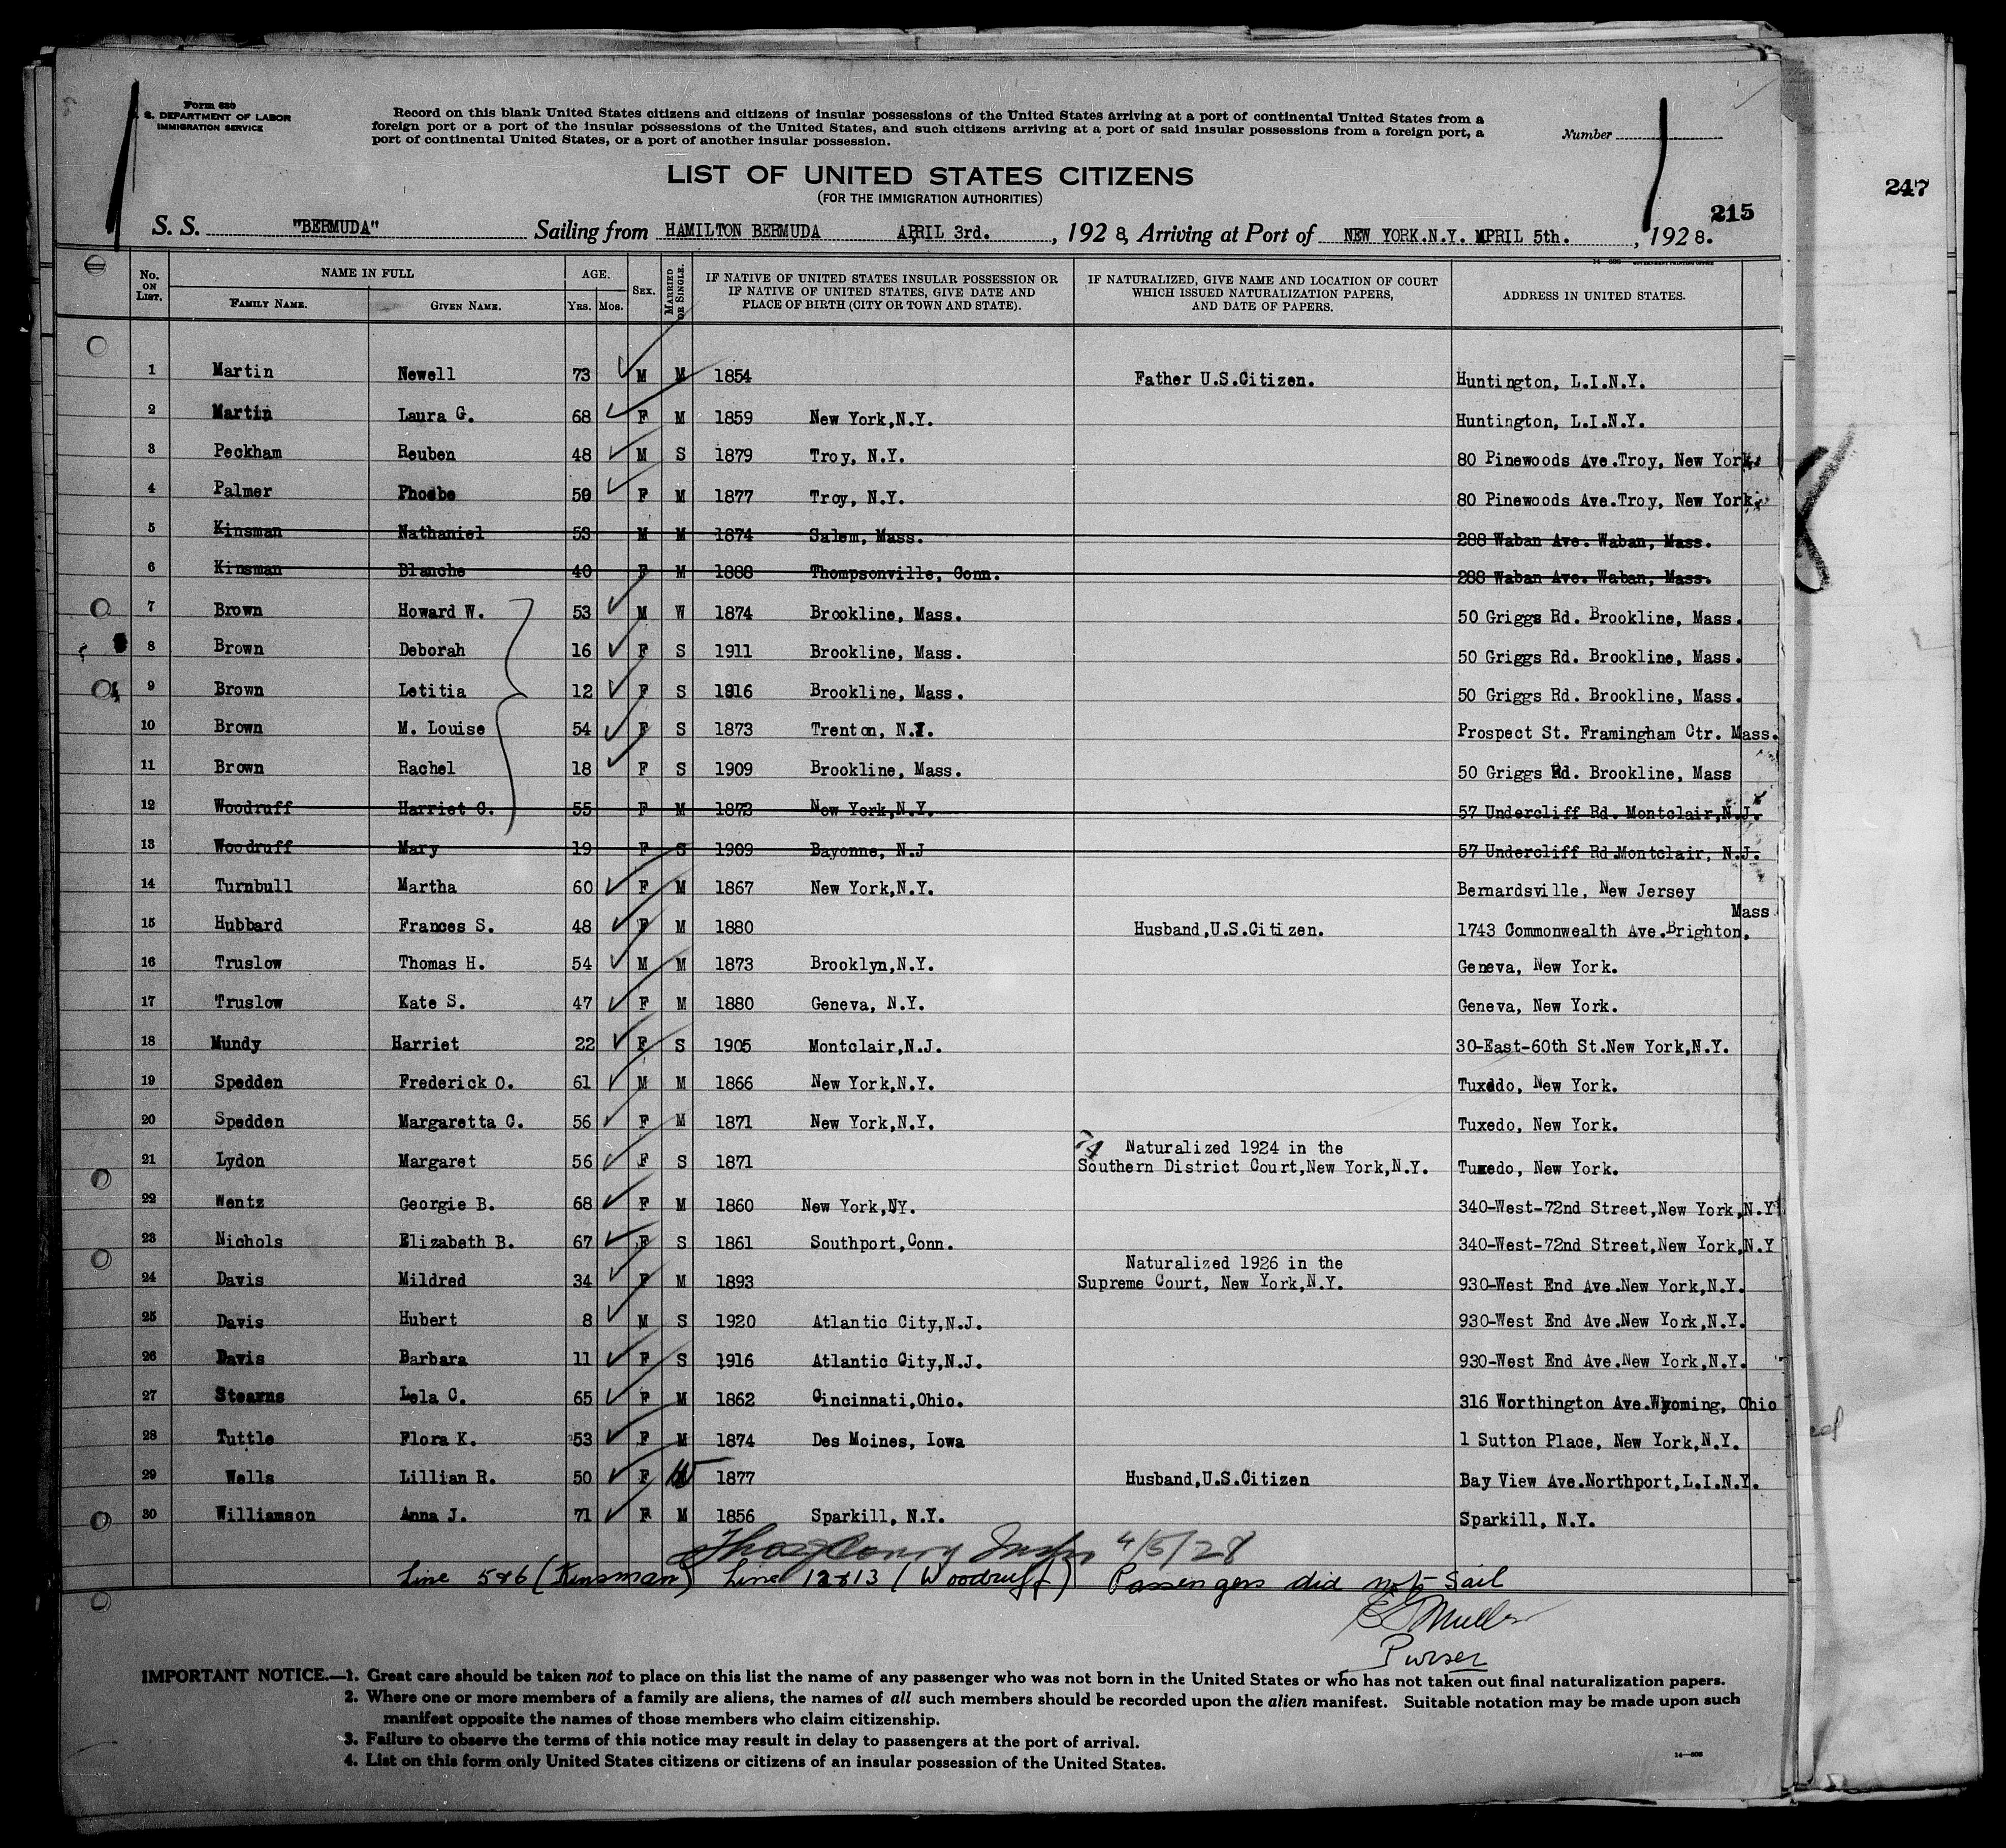 Form 630
U. S. DEPARTMENT OF LABOR
IMMIGRATION SERVICE
Record on this blank United States citizens and citizens of insular possessions of the United States arriving at a port of continental United States from a
foreign port or a port of the insular possessions of the United States, and such citizens arriving at a port of said insular possessions from a foreign port, a
port of continental United States, or a port of another insular possession.
Number
LIST OF UNITED STATES CITIZENS
(FOR THE IMMIGRATION AUTHORITIES)
247
215
S. S. "BERMUDA" Sailing from HAMILTON BERMUDA APRIL 3rd. , 1928, Arriving at Port of NEW YORK.N.Y. APRIL 5th. , 1928.
No. ON LIST. NAME IN FULL FAMILY NAME. GIVEN NAME. AGE. Yrs. Mos. SEX. MARRIED OR SINGLE. IF NATIVE OF UNITED STATES INSULAR POSSESSION OR IF NATIVE OF UNITED STATES, GIVE DATE AND PLACE OF BIRTH (CITY OR TOWN AND STATE). IF NATURALIZED, GIVE NAME AND LOCATION OF COURT WHICH ISSUED NATURALIZATION PAPERS, AND DATE OF PAPERS. ADDRESS IN UNITED STATES.
1 Martin Newell 73 M M 1854 Father U.S.Citizen. Huntington, L.I.N.Y.
2 Martin Laura G. 68 F M 1859 New York,N.Y. Huntington, L.I.N.Y.
3 Peckham Reuben 48 M S 1879 Troy, N.Y. 80 Pinewoods Ave.Troy, New York.
4 Palmer Phoebe 50 F M 1877 Troy, N.Y. 80 Pinewoods Ave.Troy, New York.
5 Kinsman Nathaniel 53 M M 1874 Salem, Mass. 288 Waban Ave. Waban, Mass.
6 Kinsman Blanche 40 F M 1888 Thompsonville, Conn. 288 Waban Ave. Waban, Mass.
7 Brown Howard W. 53 M W 1874 Brookline, Mass. 50 Griggs Rd. Brookline, Mass.
8 Brown Deborah 16 F S 1911 Brookline, Mass. 50 Griggs Rd. Brookline, Mass.
9 Brown Letitia 12 F S 1916 Brookline, Mass. 50 Griggs Rd. Brookline, Mass.
10 Brown M. Louise 54 F S 1873 Trenton, N.J. Prospect St. Framingham Ctr. Mass.
11 Brown Rachel 18 F S 1909 Brookline, Mass. 50 Griggs Rd. Brookline, Mass
12 Woodruff Harriet C. 55 F M 1873 New York,N.Y. 57 Undercliff Rd. Montclair,N.J.
13 Woodruff Mary 19 F S 1909 Bayonne, N.J 57 Undercliff Rd.Montclair, N.J.
14 Turnbull Martha 60 F M 1867 New York,N.Y. Bernardsville, New Jersey
Mass
15 Hubbard Frances S. 48 F M 1880 Husband,U.S.Citizen. 1743 Commonwealth Ave.Brighton,
16 Truslow Thomas H. 54 M M 1873 Brooklyn,N.Y. Geneva, New York.
17 Truslow Kate S. 47 F M 1880 Geneva, N.Y. Geneva, New York.
18 Mundy Harriet 22 F S 1905 Montclair,N.J. 30-East-60th St.New York,N.Y.
19 Spedden Frederick O. 61 M M 1866 New York,N.Y. Tuxedo, New York.
20 Spedden Margaretta C. 56 F M 1871 New York,N.Y. Tuxedo, New York.
Naturalized 1924 in the
21 Lydon Margaret 56 F S 1871 Southern District Court,New York,N.Y. Tuxedo, New York.
22 Wentz Georgie B. 68 F M 1860 New York,NY. 340-West-72nd Street,New York,N.Y
23 Nichols Elizabeth B. 67 F S 1861 Southport,Conn. 340-West-72nd Street,New York,N.Y
Naturalized 1926 in the
24 Davis Mildred 34 F M 1893 Supreme Court, New York,N.Y. 930-West End Ave.New York,N.Y.
25 Davis Hubert 8 M S 1920 Atlantic City,N.J. 930-West End Ave.New York,N.Y.
26 Davis Barbara 11 F S 1916 Atlantic City,N.J. 930-West End Ave.New York,N.Y.
27 Stearns Lela C. 65 F M 1862 Cincinnati,Ohio. 316 Worthington Ave.Wyoming, Ohio
28 Tuttle Flora K. 53 F M 1874 Des Moines, Iowa 1 Sutton Place, New York,N.Y.
29 Wells Lillian R. 50 F W 1877 Husband,U.S.Citizen Bay View Ave.Northport,L.I.N.Y.
30 Williamson Anna J. 71 F M 1856 Sparkill, N.Y. Sparkill, N.Y.
4/5/28
Line 5&6 (Kinsman) Line 12&13 (Woodruff) Passengers did not Sail
Muller
Purser
IMPORTANT NOTICE.—1. Great care should be taken not to place on this list the name of any passenger who was not born in the United States or who has not taken out final naturalization papers.
2. Where one or more members of a family are aliens, the names of all such members should be recorded upon the alien manifest. Suitable notation may be made upon such
manifest opposite the names of those members who claim citizenship.
3. Failure to observe the terms of this notice may result in delay to passengers at the port of arrival.
4. List on this form only United States citizens or citizens of an insular possession of the United States.